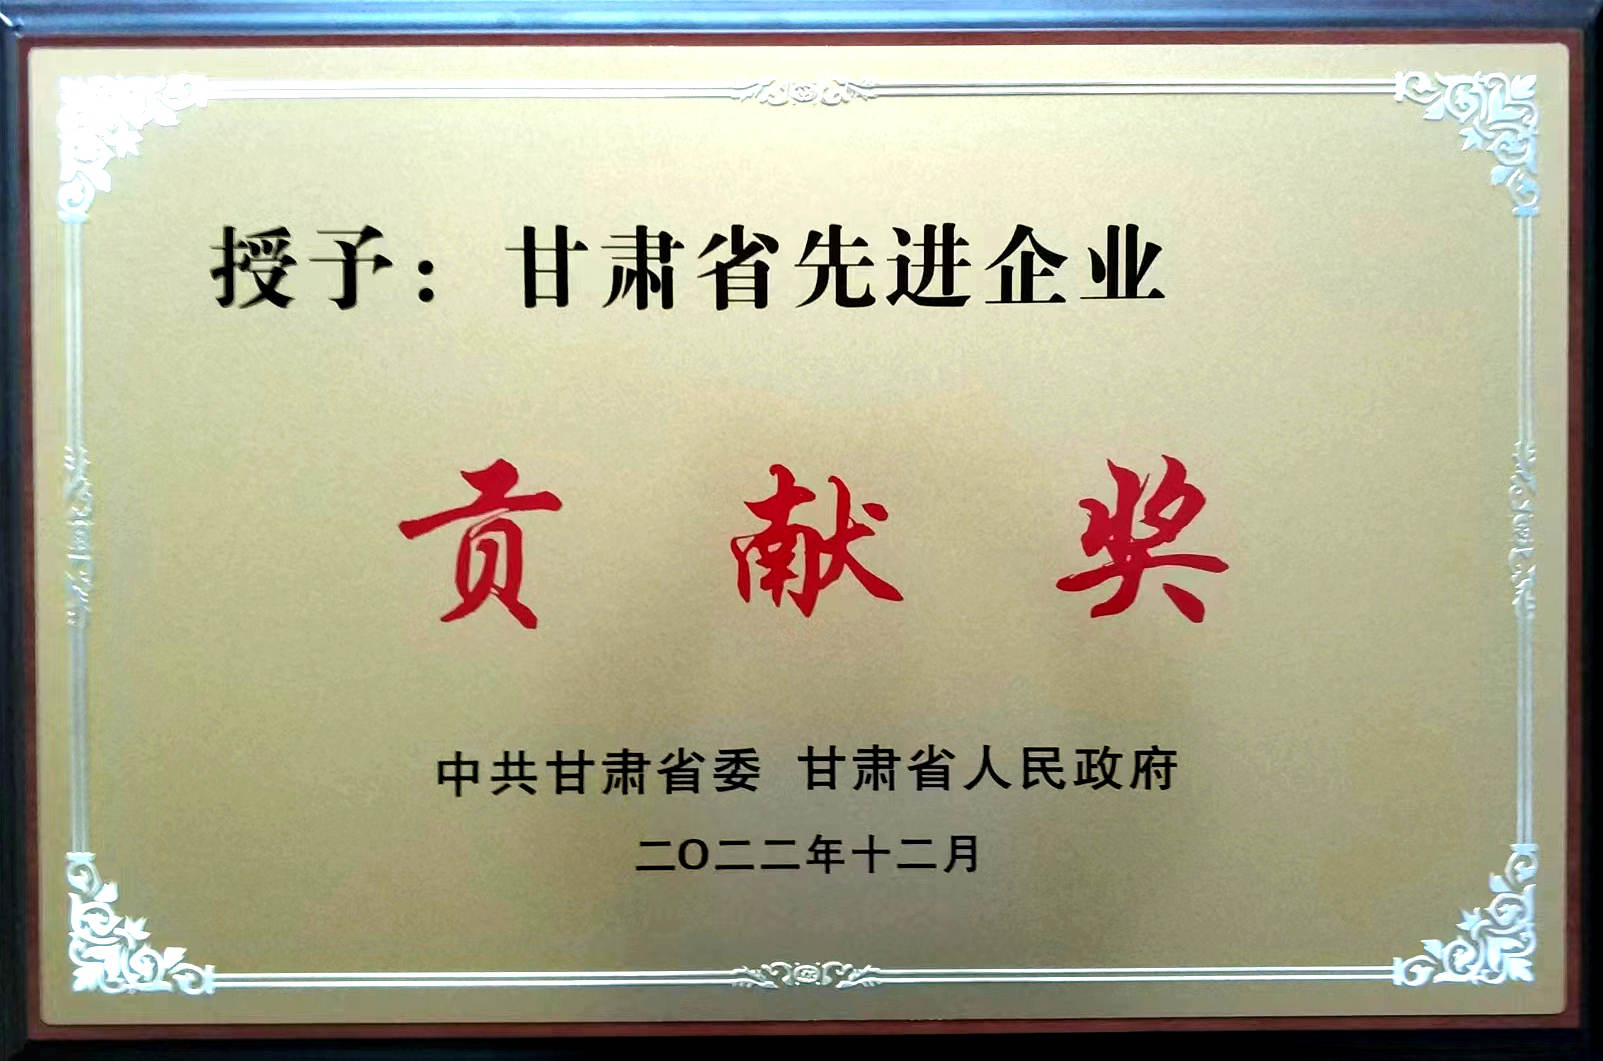 授予：甘肃省先进企业
贡献奖
中共甘肃省委 甘肃省人民政府
二〇二二年十二月